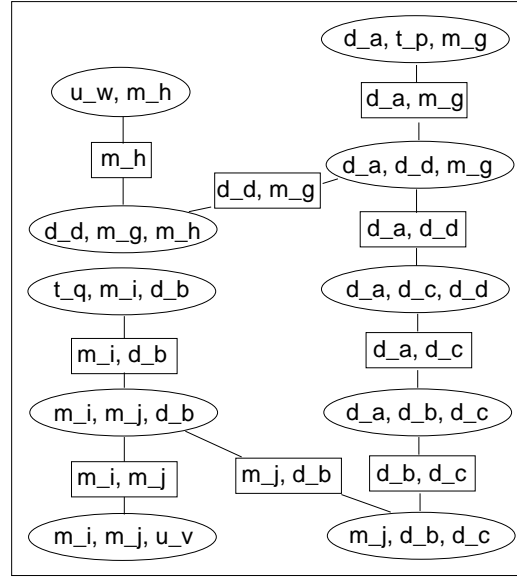 d_a, t_p, m_g
u_w, m_h
d_a, m_g
m_h
d_a, d_d, m_g
d_d, m_g
d_d, m_g, m_h
d_a, d_d
t_q, m_i, d_b
d_a, d_c, d_d
m_i, d_b
d_a, d_c
m_i, m_j, d_b
d_a, d_b, d_c
m_i, m_j
m_j, d_b
d_b, d_c
m_i, m_j, u_v
m_j, d_b, d_c